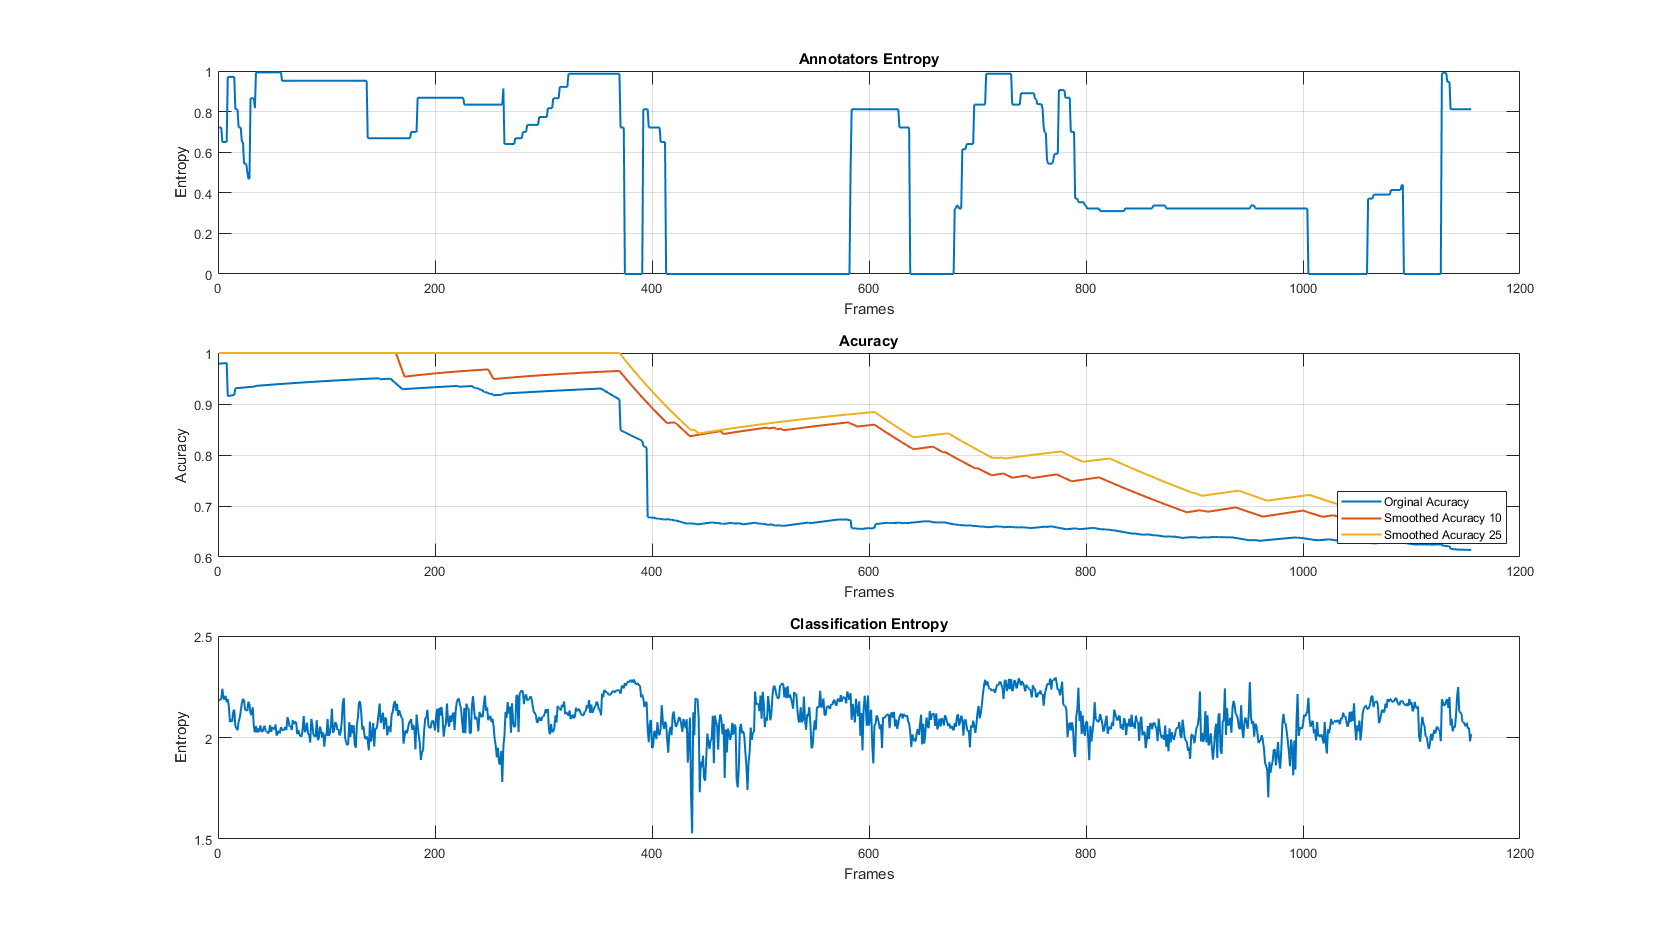 Annotators Entropy
1
0.8
0.6
0.4
0.2
0
Entropy
0 200 400 600 800 1000 1200
Frames
Acuracy
1
0.9
0.8
0.7
0.6
Acuracy
Orginal Acuracy
Smoothed Acuracy 10
Smoothed Acuracy 25
0 200 400 600 800 1000 1200
Frames
Classification Entropy
2.5
2
1.5
Entropy
0 200 400 600 800 1000 1200
Frames